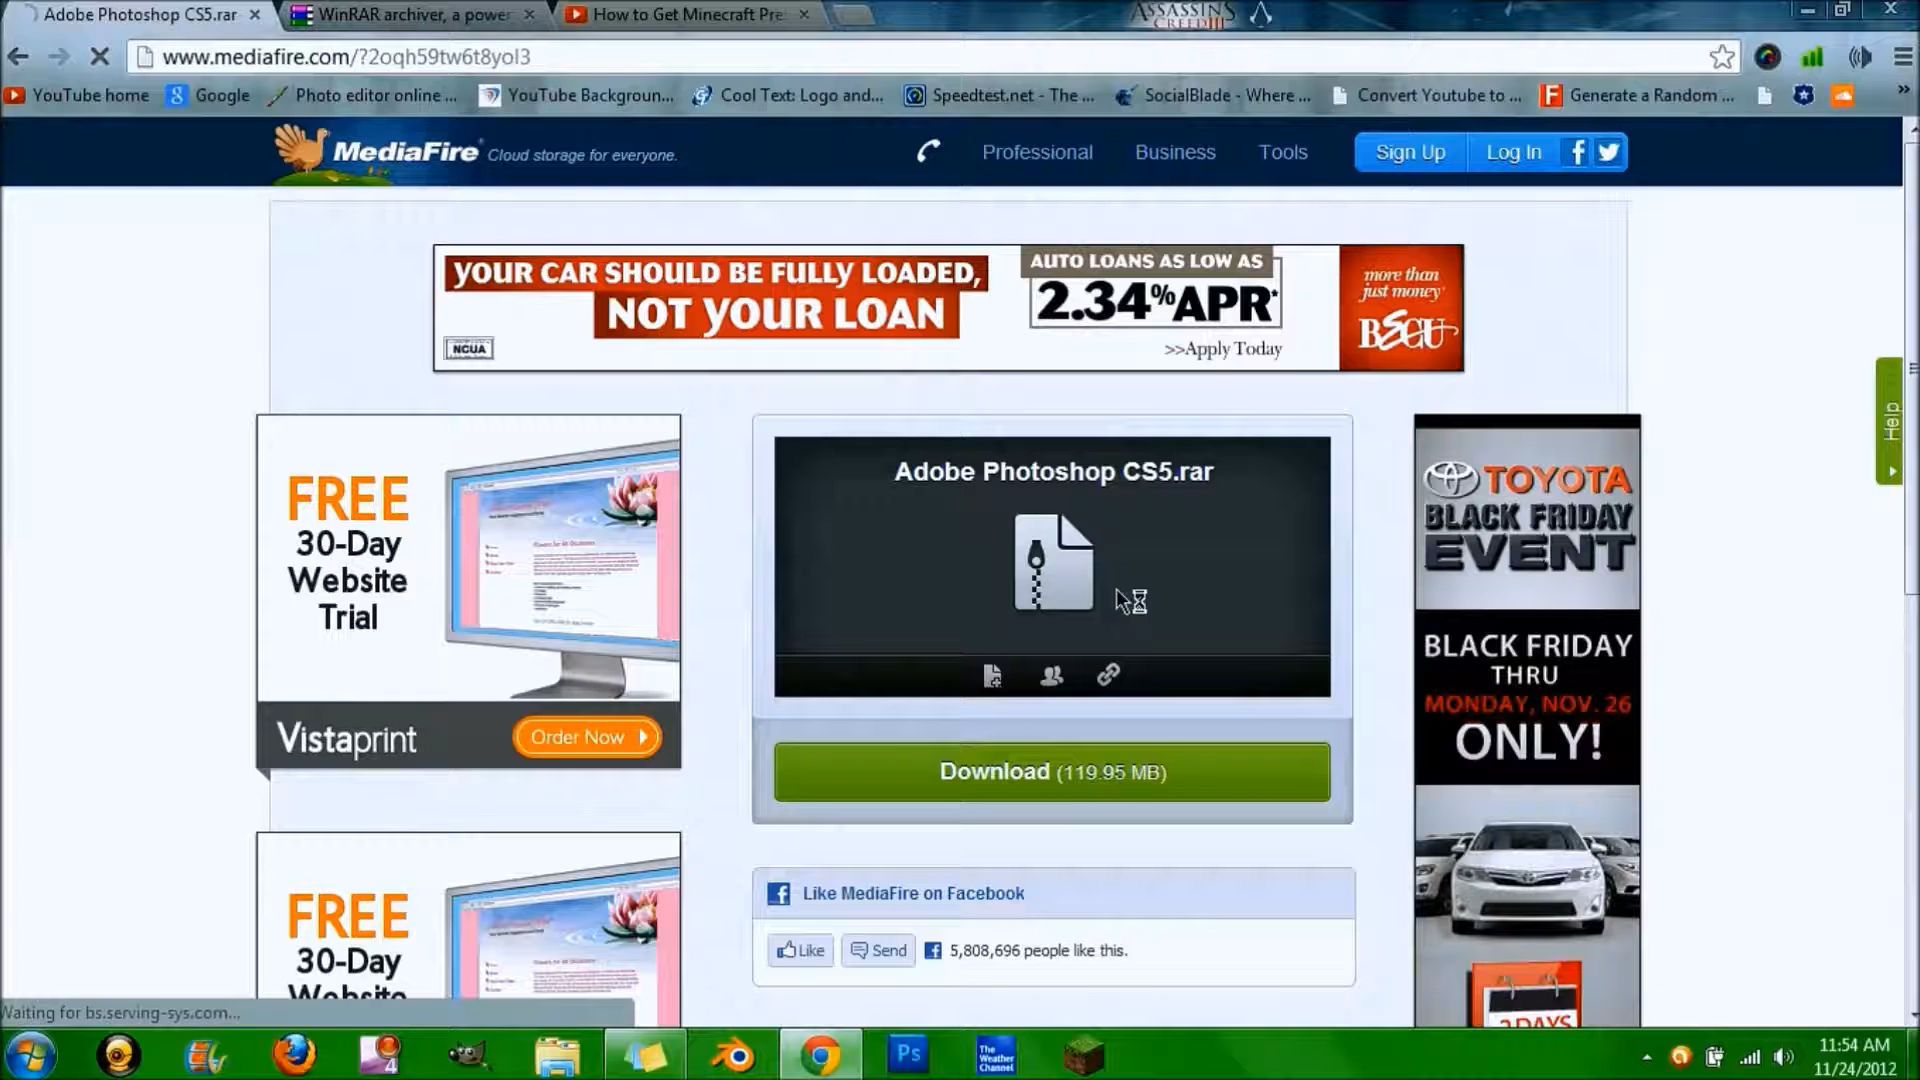 Adobe Photoshop CS5.rar
WinRAR archiver, a power
How to Get Minecraft Pre
ASSASSINS
CREED III
www.mediafire.com/?2oqh59tw6t8yol3
YouTube home
Google
Photo editor online ...
YouTube Backgroun...
Cool Text: Logo and...
Speedtest.net - The ...
SocialBlade - Where ...
Convert Youtube to ...
Generate a Random ...
»
MediaFire Cloud storage for everyone.
Professional
Business
Tools
Sign Up
Log In
YOUR CAR SHOULD BE FULLY LOADED,
NOT YOUR LOAN
NCUA
AUTO LOANS AS LOW AS
2.34% APR*
>>Apply Today
more than
just money
BECU
Help
FREE
30-Day
Website
Trial
Vistaprint
Order Now
Adobe Photoshop CS5.rar
Download (119.95 MB)
TOYOTA
BLACK FRIDAY
EVENT
BLACK FRIDAY
THRU
MONDAY, NOV. 26
ONLY!
FREE
30-Day
Website
Like MediaFire on Facebook
Like
Send
5,808,696 people like this.
3 DAYS
Waiting for bs.serving-sys.com...
4
Ps
The
Weather
Channel
11:54 AM
11/24/2012